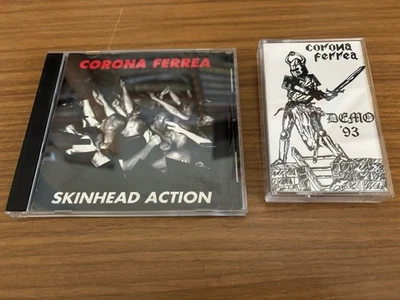 CORONA FERREA
SKINHEAD ACTION
corona
ferrea
DEMO
'93